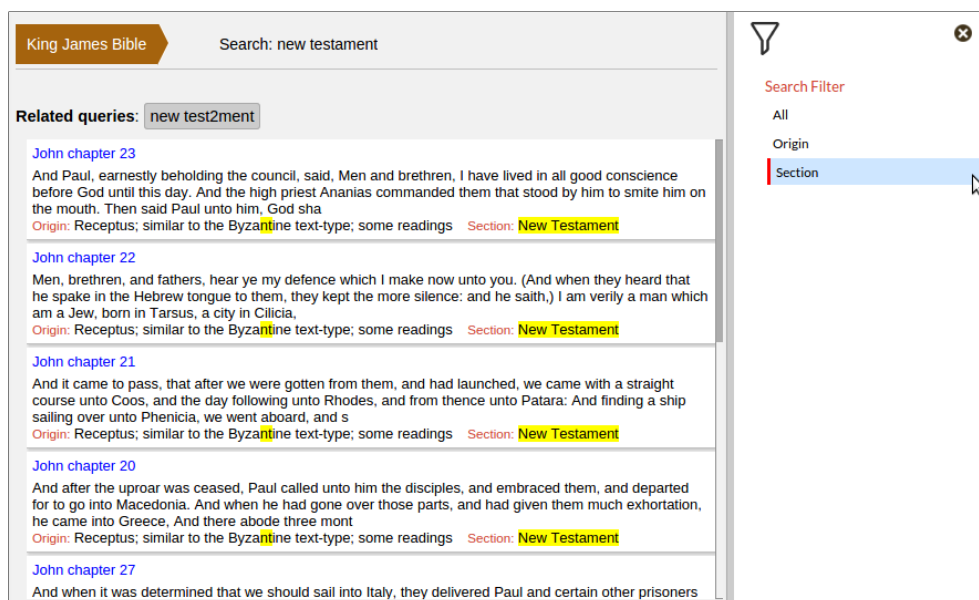 King James Bible
Search: new testament
Related queries: new test2ment
John chapter 23
And Paul, earnestly beholding the council, said, Men and brethren, I have lived in all good conscience
before God until this day. And the high priest Ananias commanded them that stood by him to smite him on
the mouth. Then said Paul unto him, God sha
Origin: Receptus; similar to the Byzantine text-type; some readings Section: New Testament
John chapter 22
Men, brethren, and fathers, hear ye my defence which I make now unto you. (And when they heard that
he spake in the Hebrew tongue to them, they kept the more silence: and he saith,) I am verily a man which
am a Jew, born in Tarsus, a city in Cilicia,
Origin: Receptus; similar to the Byzantine text-type; some readings Section: New Testament
John chapter 21
And it came to pass, that after we were gotten from them, and had launched, we came with a straight
course unto Coos, and the day following unto Rhodes, and from thence unto Patara: And finding a ship
sailing over unto Phenicia, we went aboard, and s
Origin: Receptus; similar to the Byzantine text-type; some readings Section: New Testament
John chapter 20
And after the uproar was ceased, Paul called unto him the disciples, and embraced them, and departed
for to go into Macedonia. And when he had gone over those parts, and had given them much exhortation,
he came into Greece, And there abode three mont
Origin: Receptus; similar to the Byzantine text-type; some readings Section: New Testament
John chapter 27
And when it was determined that we should sail into Italy, they delivered Paul and certain other prisoners
Search Filter
All
Origin
Section